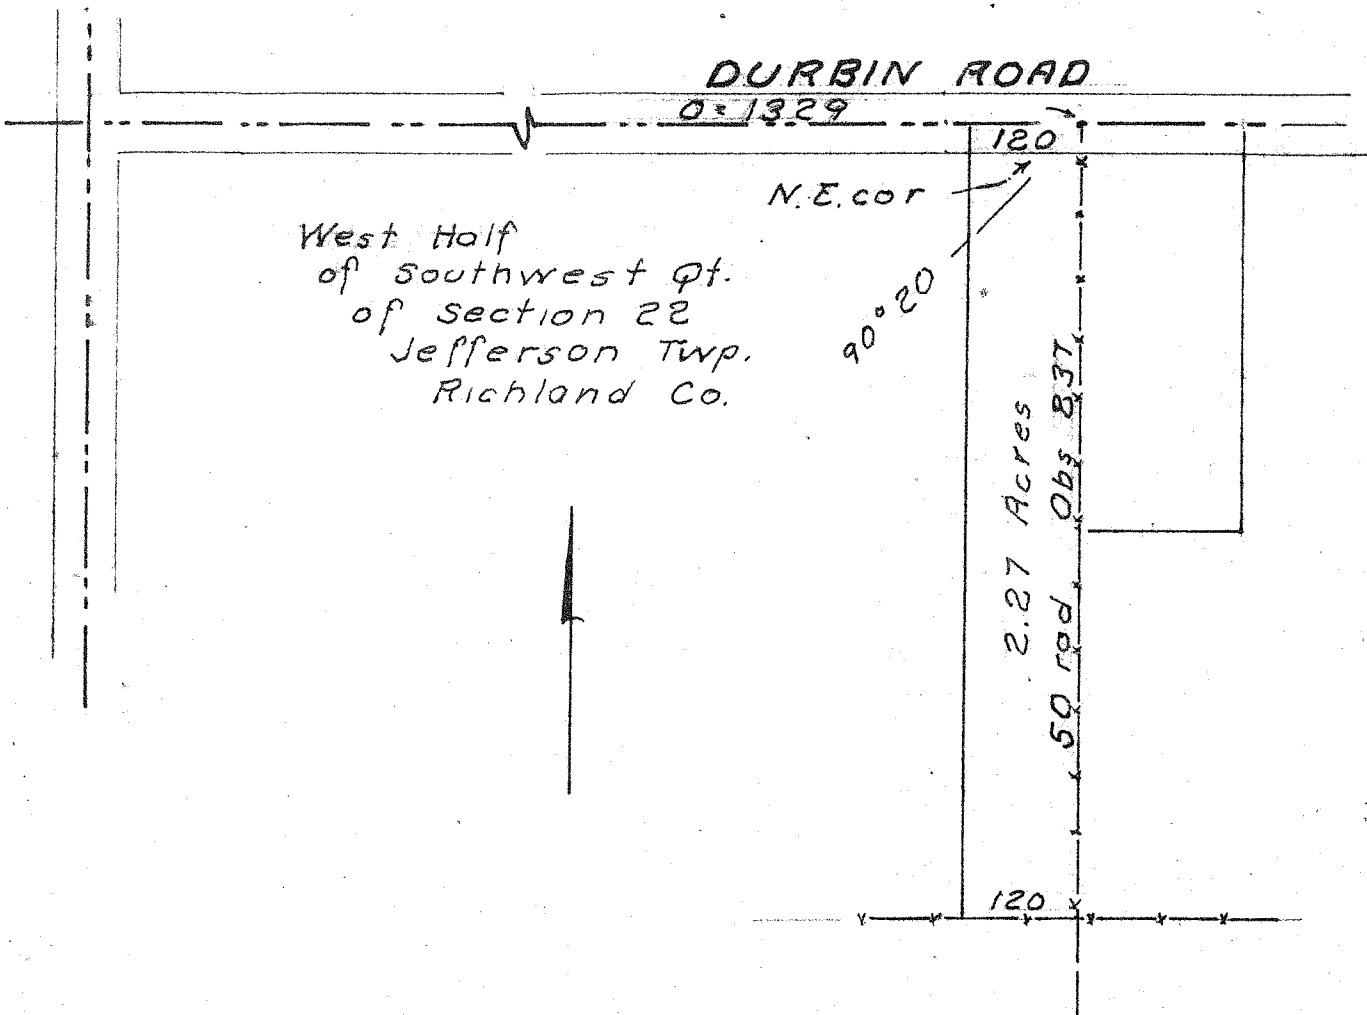 DURBIN ROAD
O = 1329
120
N.E. cor
West Half
of Southwest Qt.
of Section 22
Jefferson Twp.
Richland Co.
90° 20
2.27 Acres
50 rod Obs 837
120